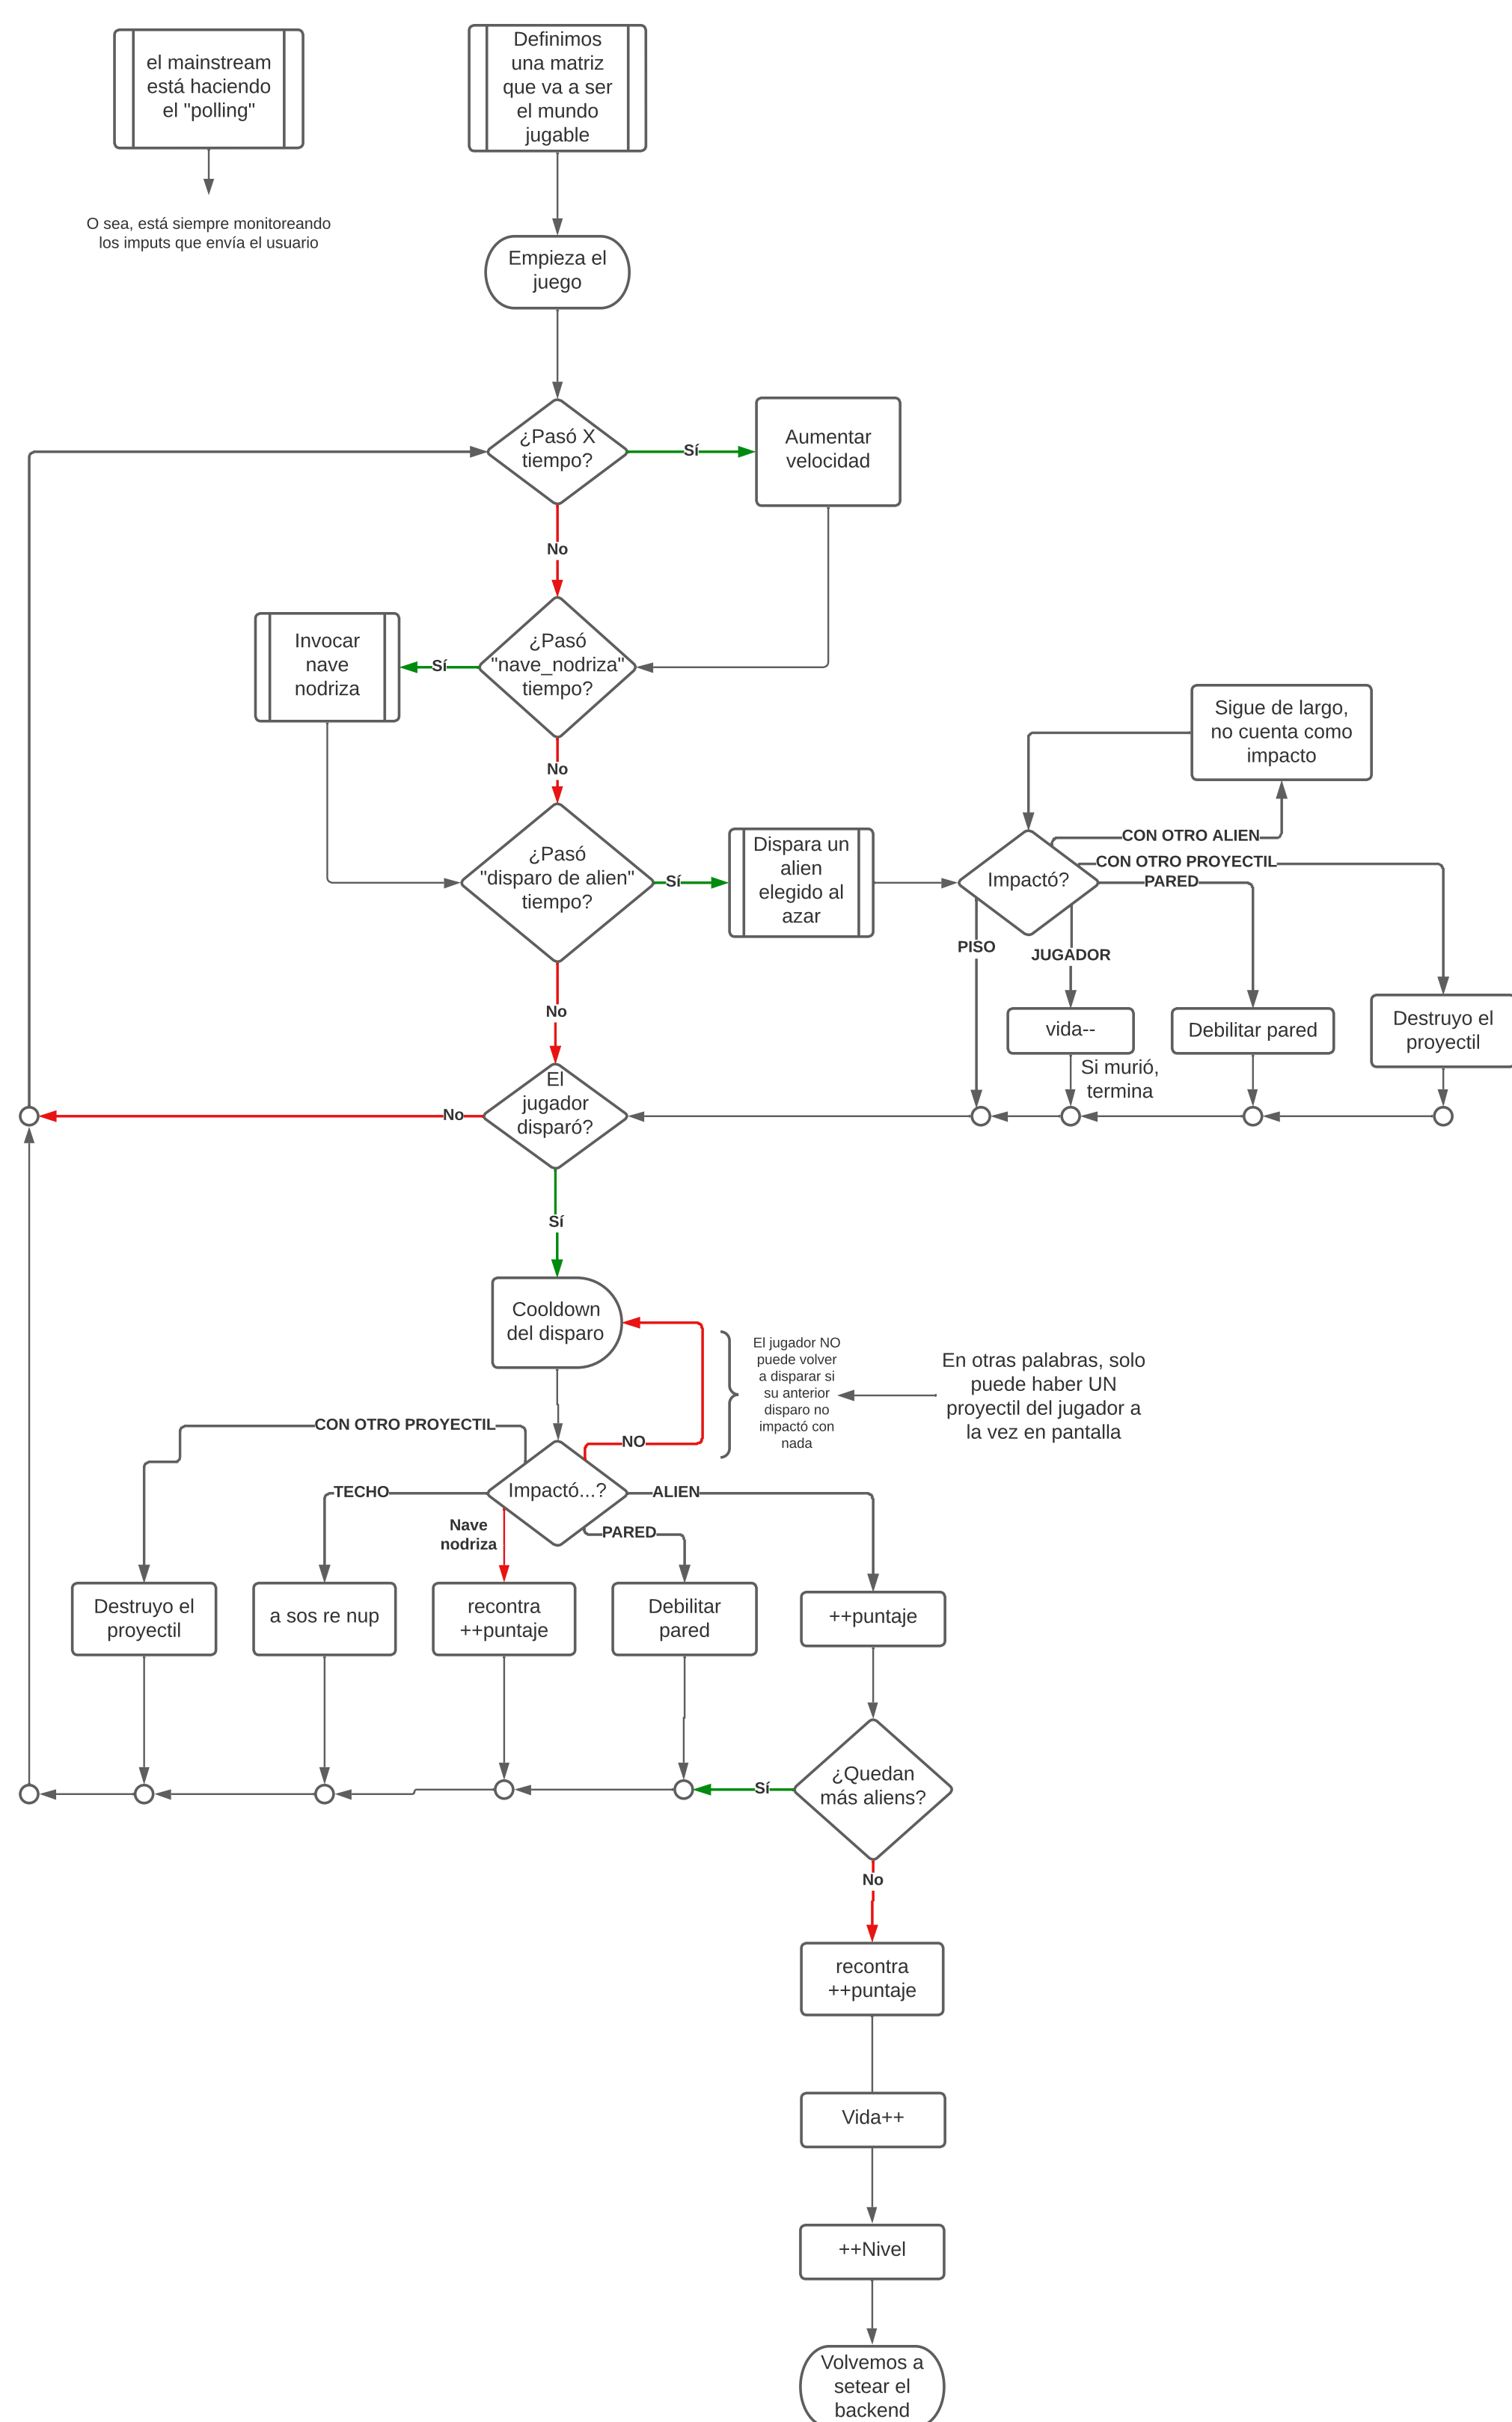 el mainstream
está haciendo
el "polling"
Definimos
una matriz
que va a ser
el mundo
jugable
O sea, está siempre monitoreando
los imputs que envía el usuario
Empieza el
juego
¿Pasó X
tiempo?
Sí
Aumentar
velocidad
No
Invocar
nave
nodriza
Sí
¿Pasó
"nave_nodriza"
tiempo?
No
Sigue de largo,
no cuenta como
impacto
¿Pasó
"disparo de alien"
tiempo?
Sí
Dispara un
alien
elegido al
azar
Impactó?
CON OTRO ALIEN
CON OTRO PROYECTIL
PARED
PISO
JUGADOR
No
vida--
Debilitar pared
Destruyo el
proyectil
Si murió,
termina
El
jugador
disparó?
No
Sí
Cooldown
del disparo
El jugador NO
puede volver
a disparar si
su anterior
disparo no
impactó con
nada
En otras palabras, solo
puede haber UN
proyectil del jugador a
la vez en pantalla
CON OTRO PROYECTIL
NO
TECHO
Impactó...?
ALIEN
Nave
nodriza
PARED
Destruyo el
proyectil
a sos re nup
recontra
++puntaje
Debilitar
pared
++puntaje
Sí
¿Quedan
más aliens?
No
recontra
++puntaje
Vida++
++Nivel
Volvemos a
setear el
backend